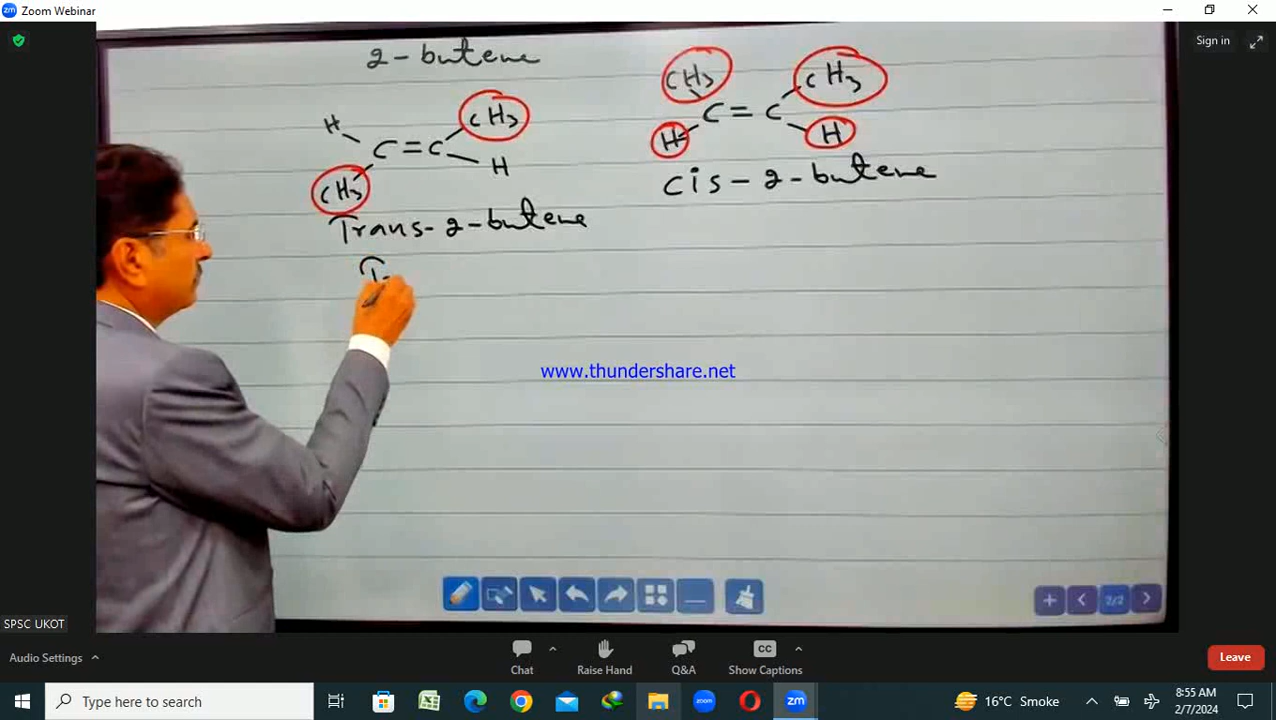 Zoom Webinar
Sign in
2-butene
H
CH3
C=C
CH3
H
Trans-2-butene
CH3
CH3
C=C
H
H
cis-2-butene
T
www.thundershare.net
2/2
SPSC UKOT
Audio Settings
Chat
Raise Hand
Q&A
CC
Show Captions
Leave
Type here to search
16°C Smoke
8:55 AM
2/7/2024